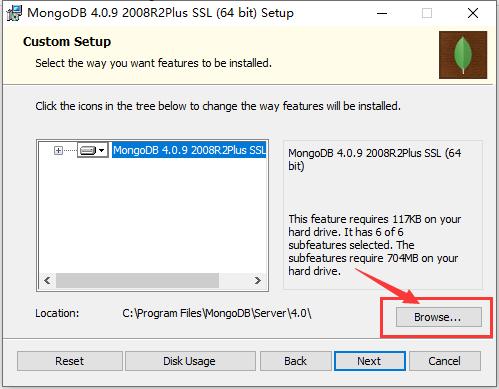 MongoDB 4.0.9 2008R2Plus SSL (64 bit) Setup
Custom Setup
Select the way you want features to be installed.
Click the icons in the tree below to change the way features will be installed.
MongoDB 4.0.9 2008R2Plus SSL
MongoDB 4.0.9 2008R2Plus SSL (64
bit)
This feature requires 117KB on your
hard drive. It has 6 of 6
subfeatures selected. The
subfeatures require 704MB on your
hard drive.
Location: C:\Program Files\MongoDB\Server\4.0\
Browse...
Reset Disk Usage Back Next Cancel